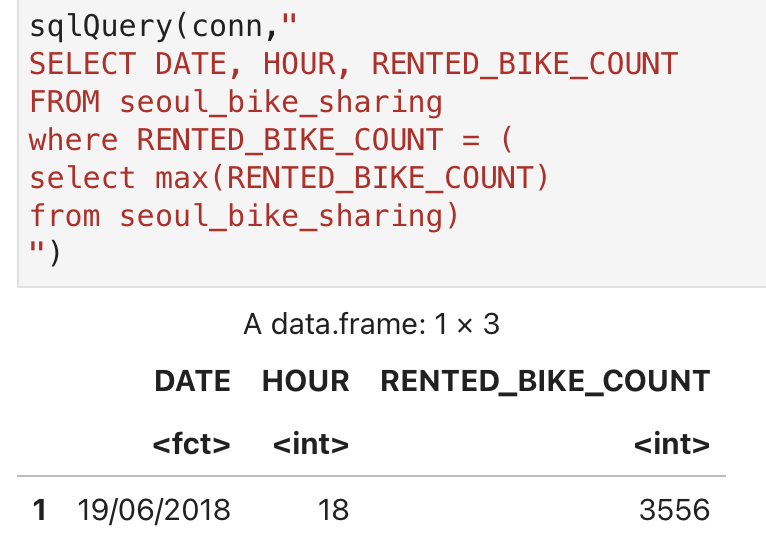 sqlQuery(conn,"
SELECT DATE, HOUR, RENTED_BIKE_COUNT
FROM seoul_bike_sharing
where RENTED_BIKE_COUNT = (
select max(RENTED_BIKE_COUNT)
from seoul_bike_sharing)
")
A data.frame: 1 × 3
DATE HOUR RENTED_BIKE_COUNT
<fct> <int> <int>
1 19/06/2018 18 3556